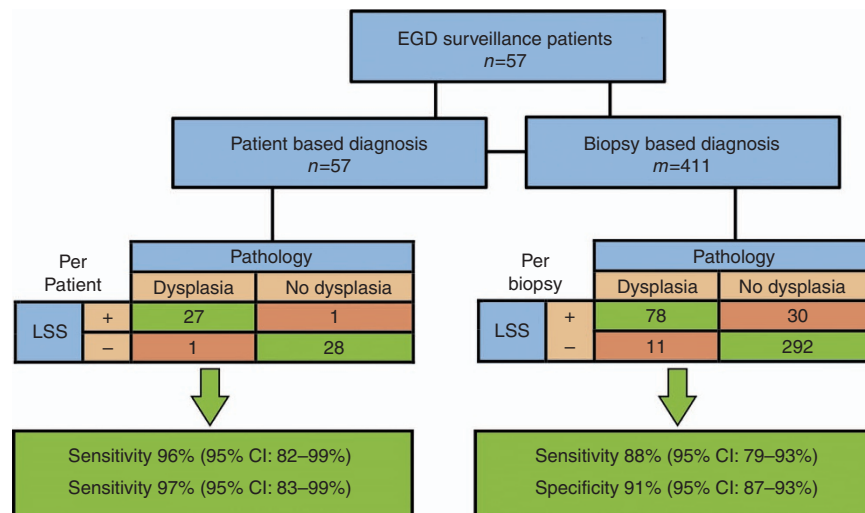 EGD surveillance patients
n=57
Patient based diagnosis
n=57
Biopsy based diagnosis
m=411
Per
Patient
Pathology
Dysplasia No dysplasia
LSS + 27 1
– 1 28
Per
biopsy
Pathology
Dysplasia No dysplasia
LSS + 78 30
– 11 292
Sensitivity 96% (95% CI: 82–99%)
Sensitivity 97% (95% CI: 83–99%)
Sensitivity 88% (95% CI: 79–93%)
Specificity 91% (95% CI: 87–93%)